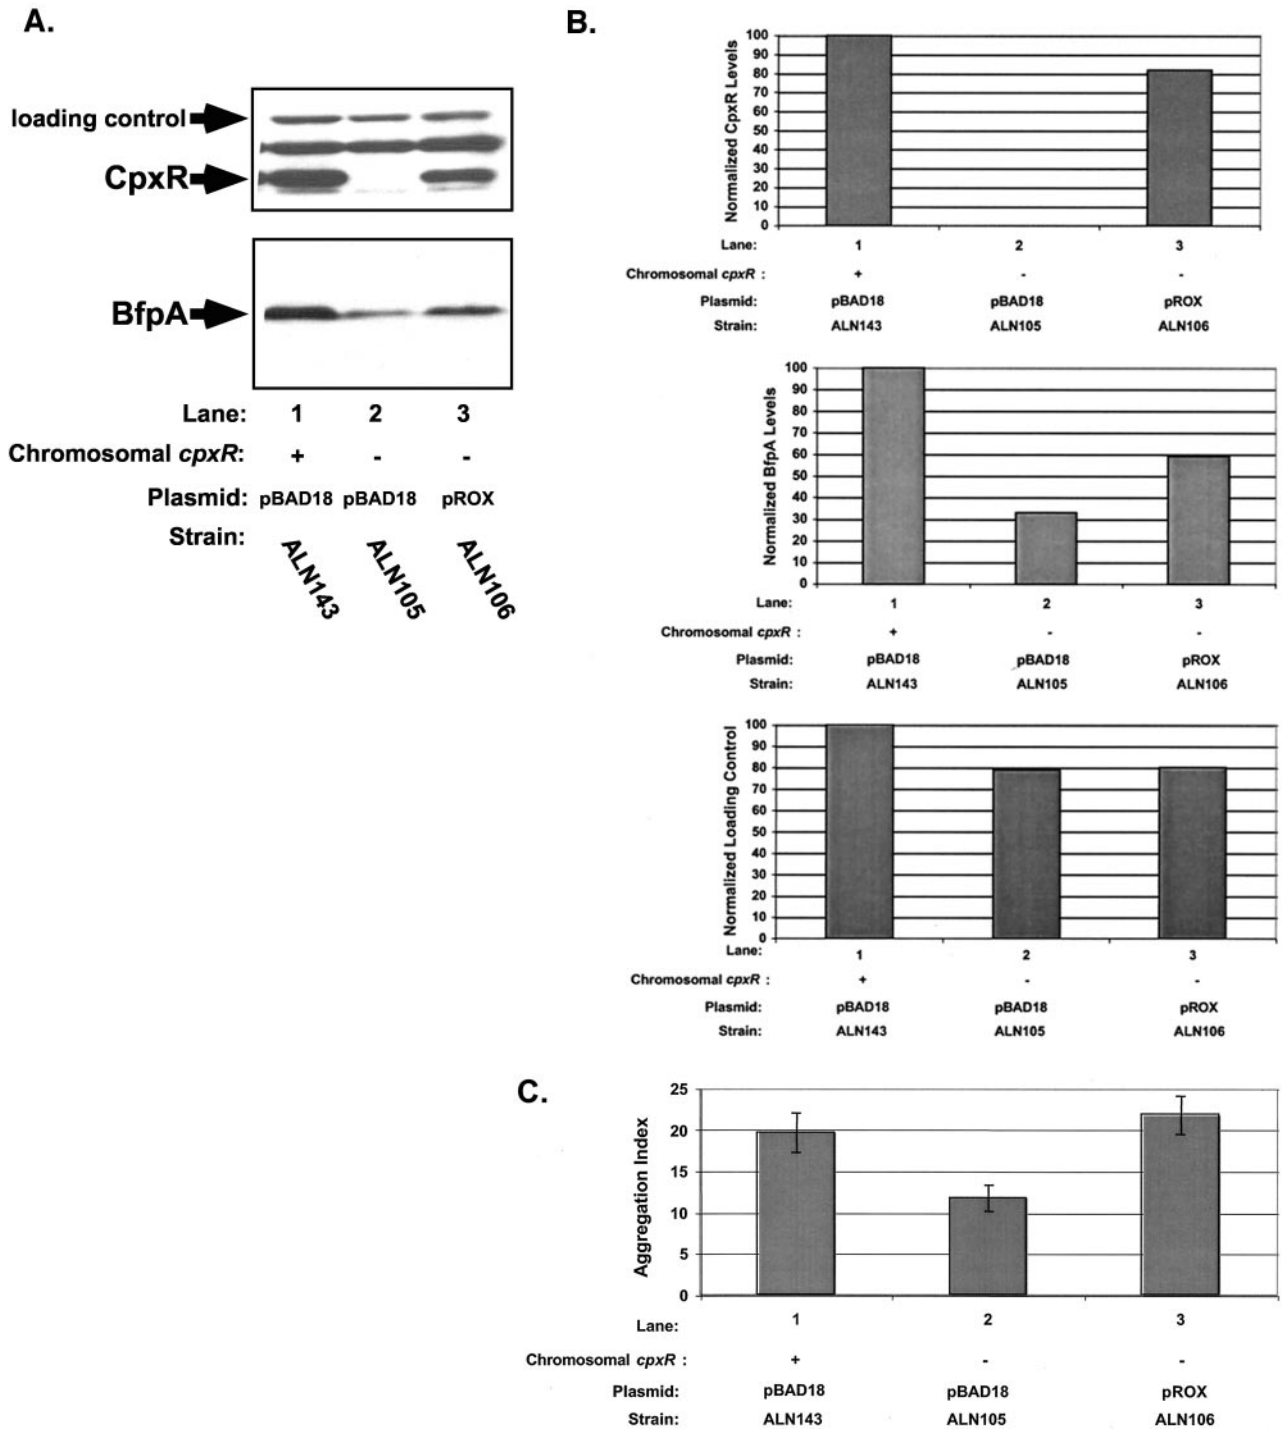 A.
loading control
CpxR
BfpA
Lane: 1 2 3
Chromosomal cpxR: + - -
Plasmid: pBAD18 pBAD18 pROX
Strain: ALN143 ALN105 ALN106
B.
Normalized CpxR Levels
100
90
80
70
60
50
40
30
20
10
0
Lane: 1 2 3
Chromosomal cpxR : + - -
Plasmid: pBAD18 pBAD18 pROX
Strain: ALN143 ALN105 ALN106
Normalized BfpA Levels
100
90
80
70
60
50
40
30
20
10
0
Lane: 1 2 3
Chromosomal cpxR : + - -
Plasmid: pBAD18 pBAD18 pROX
Strain: ALN143 ALN105 ALN106
Normalized Loading Control
100
90
80
70
60
50
40
30
20
10
0
Lane: 1 2 3
Chromosomal cpxR : + - -
Plasmid: pBAD18 pBAD18 pROX
Strain: ALN143 ALN105 ALN106
C.
Aggregation Index
25
20
15
10
5
0
Lane: 1 2 3
Chromosomal cpxR : + - -
Plasmid: pBAD18 pBAD18 pROX
Strain: ALN143 ALN105 ALN106